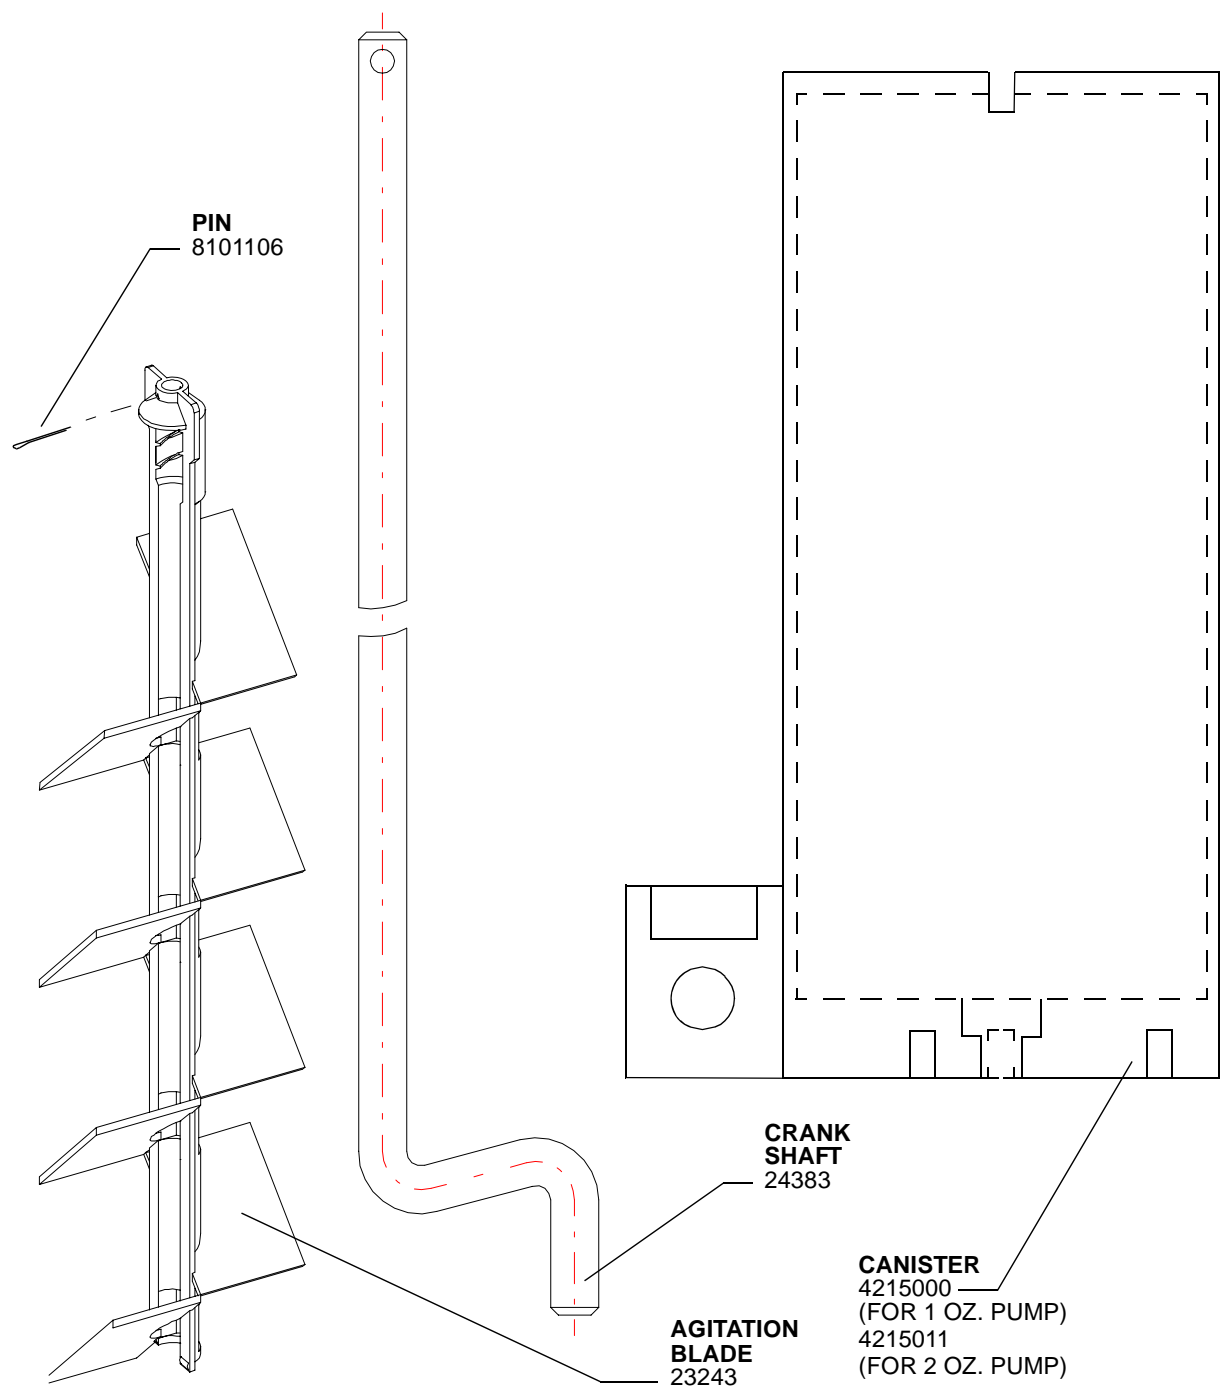 PIN
8101106
CRANK
SHAFT
24383
CANISTER
4215000
(FOR 1 OZ. PUMP)
4215011
(FOR 2 OZ. PUMP)
AGITATION
BLADE
23243